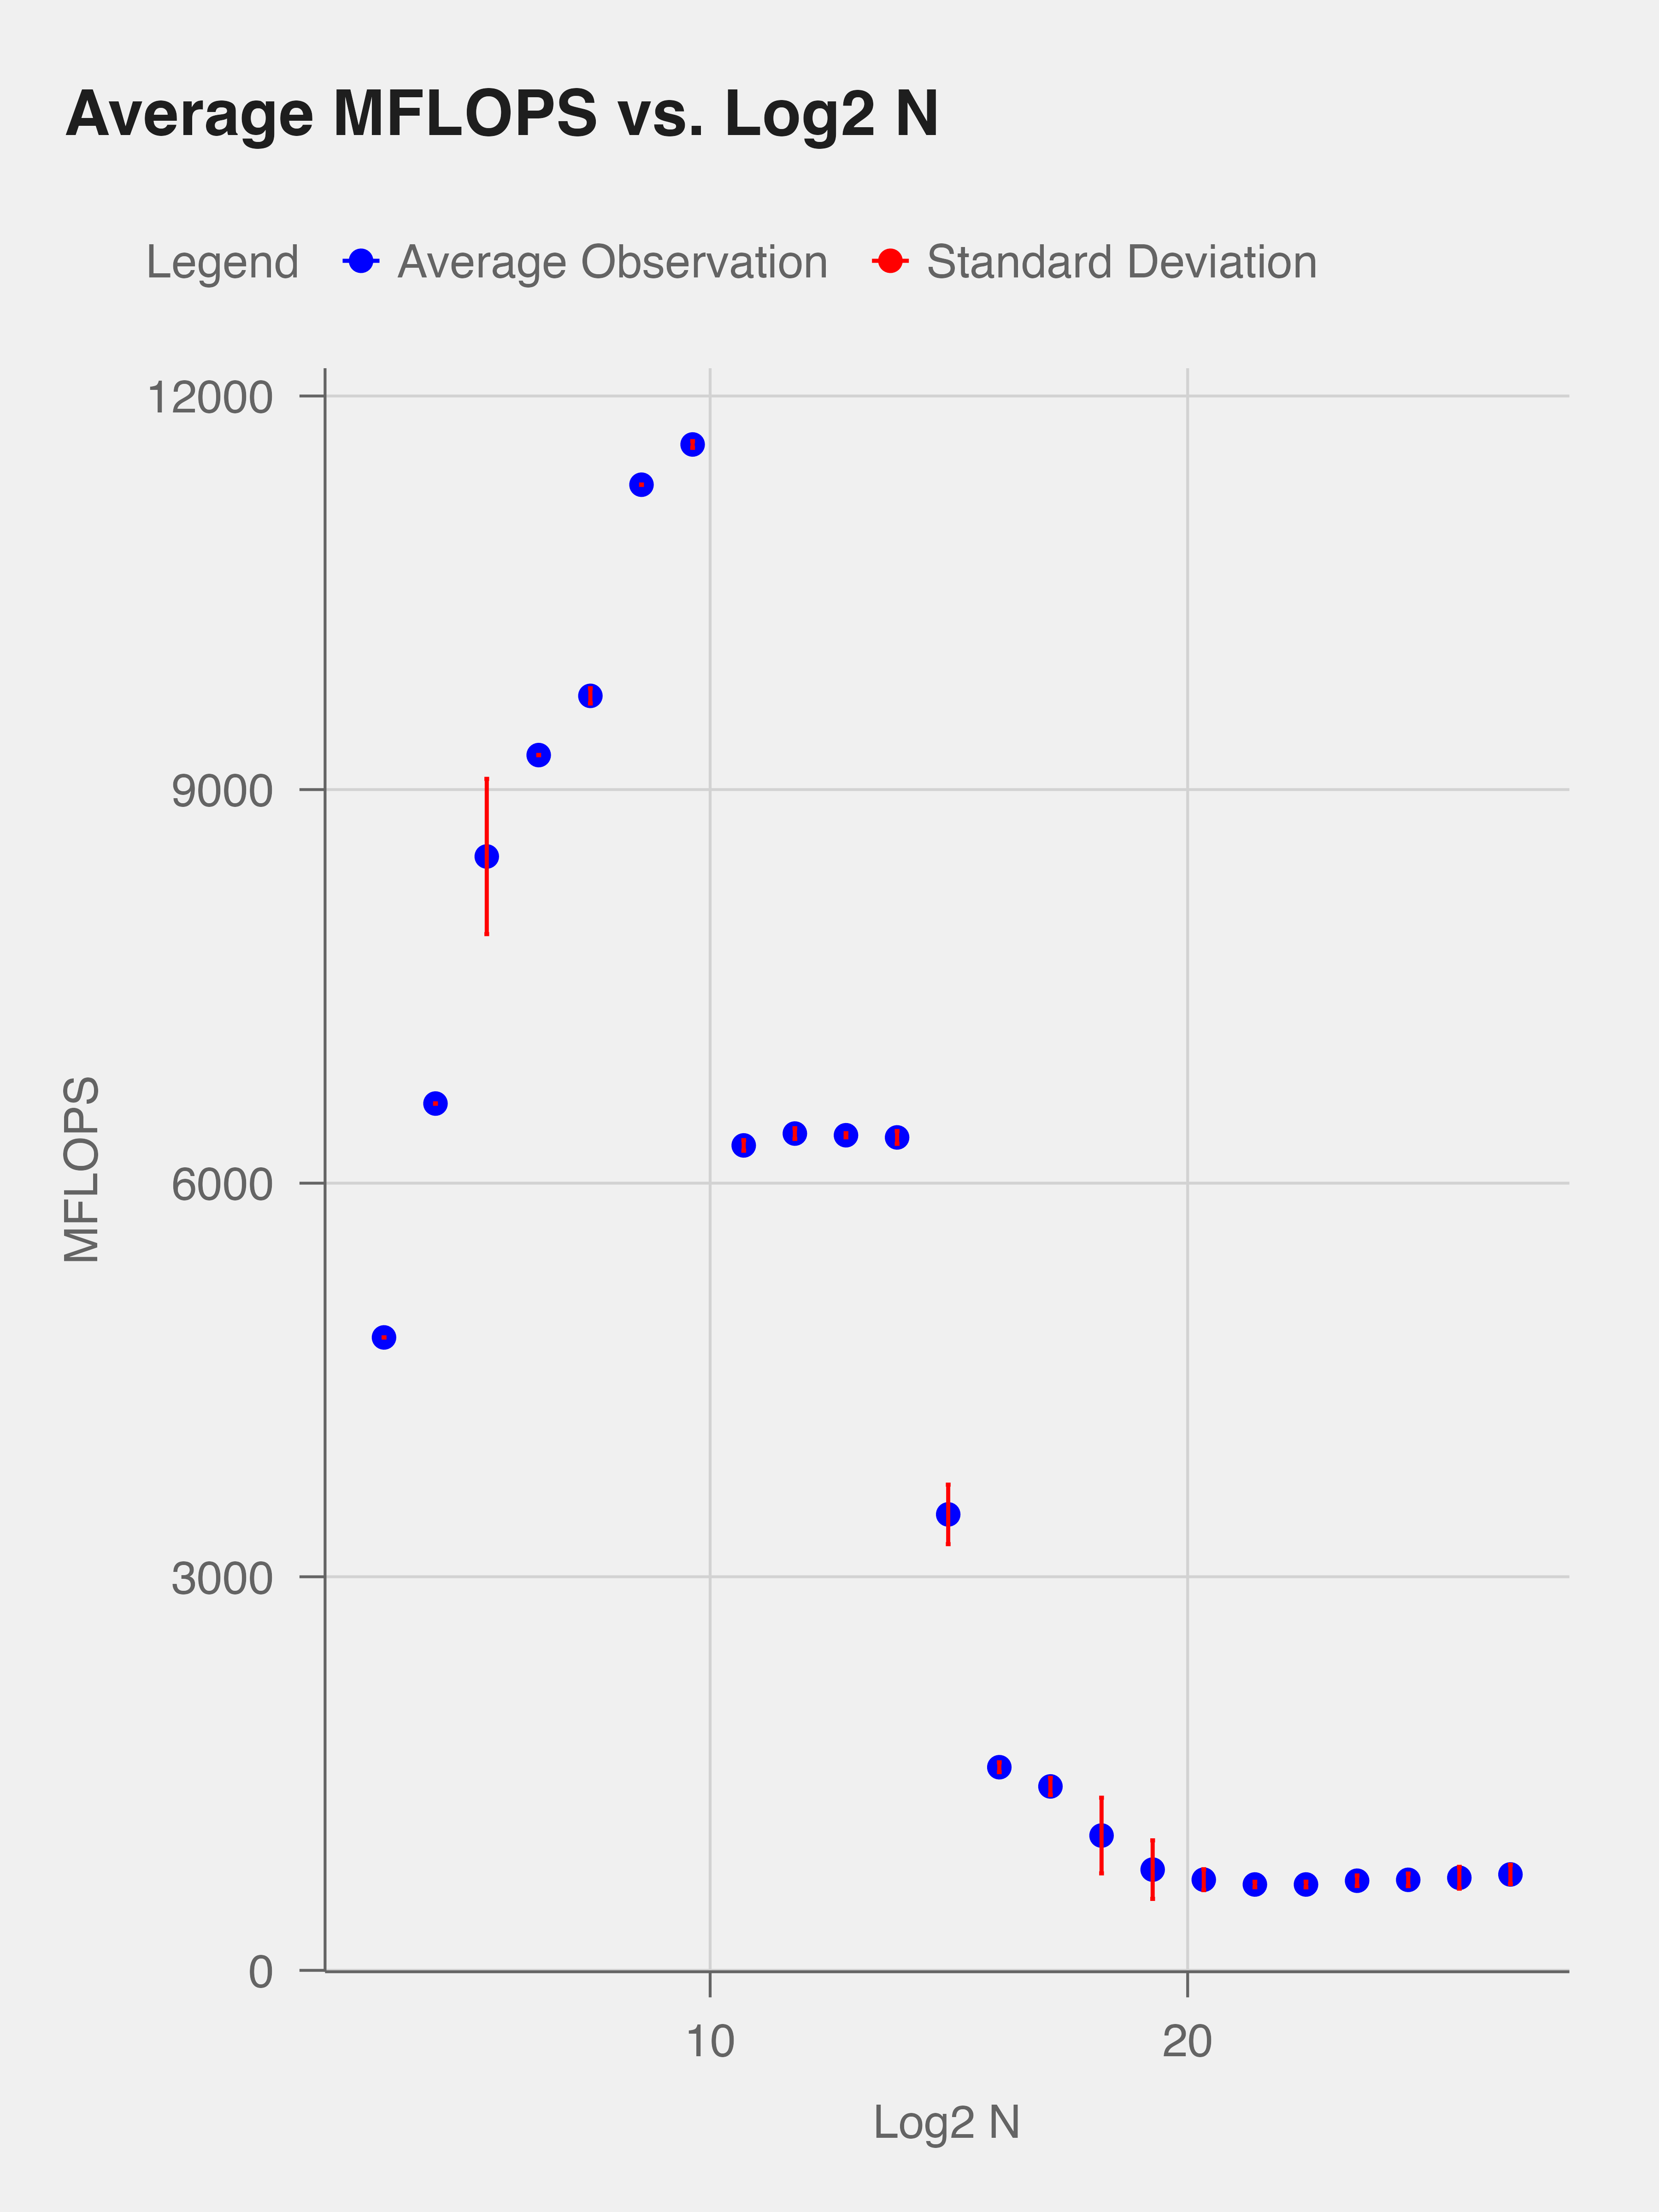 Average MFLOPS vs. Log2 N
Legend Average Observation Standard Deviation
12000
9000
6000
3000
0
MFLOPS
10 20
Log2 N